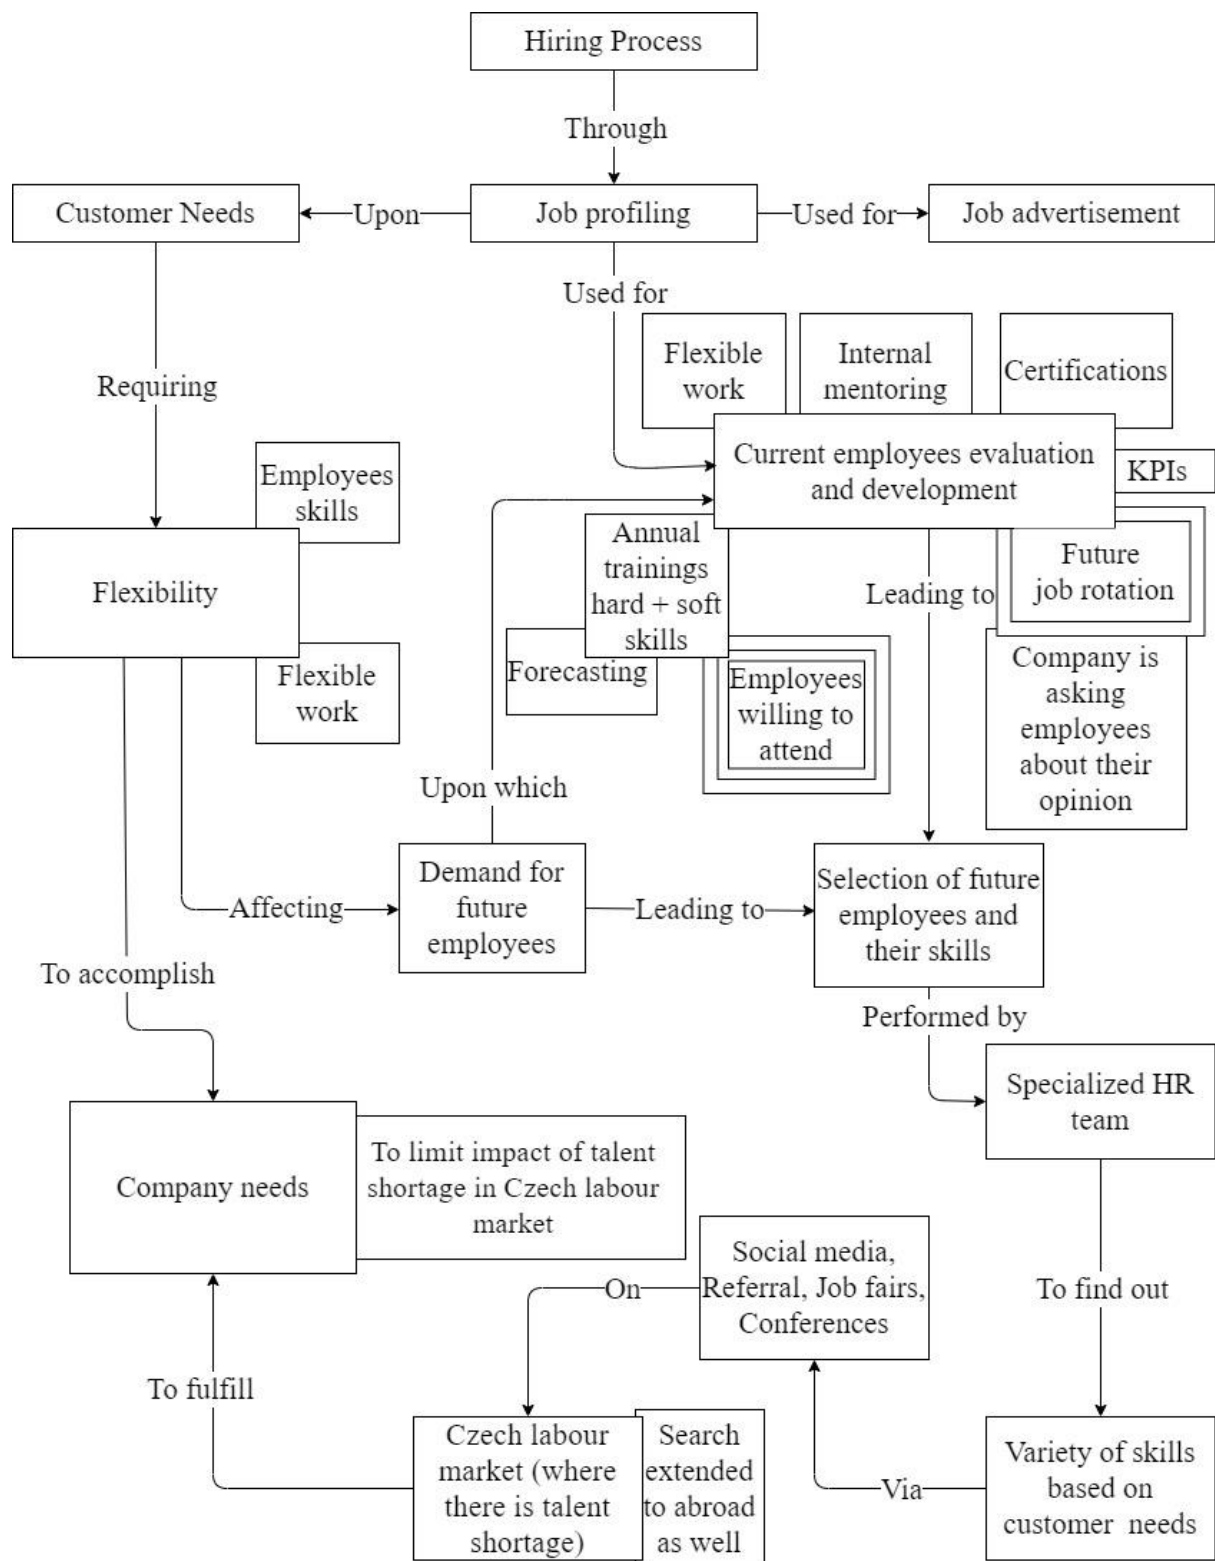 Hiring Process
Through
Customer Needs
Upon
Job profiling
Used for
Job advertisement
Used for
Requiring
Flexible
work
Internal
mentoring
Certifications
Current employees evaluation
and development
KPIs
Employees
skills
Flexibility
Flexible
work
Annual
trainings
hard + soft
skills
Forecasting
Employees
willing to
attend
Leading to
Future
job rotation
Company is
asking
employees
about their
opinion
Upon which
Affecting
Demand for
future
employees
Leading to
Selection of future
employees and
their skills
To accomplish
Performed by
Specialized HR
team
Company needs
To limit impact of talent
shortage in Czech labour
market
Social media,
Referral, Job fairs,
Conferences
On
To find out
To fulfill
Czech labour
market (where
there is talent
shortage)
Search
extended
to abroad
as well
Via
Variety of skills
based on
customer  needs